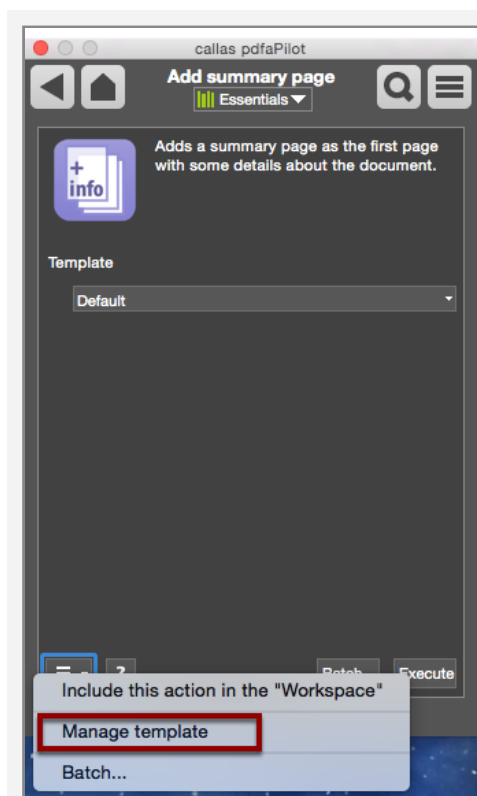 callas pdfaPilot
Add summary page
Essentials
+
info
Adds a summary page as the first page
with some details about the document.
Template
Default
?
Batch
Execute
Include this action in the "Workspace"
Manage template
Batch...